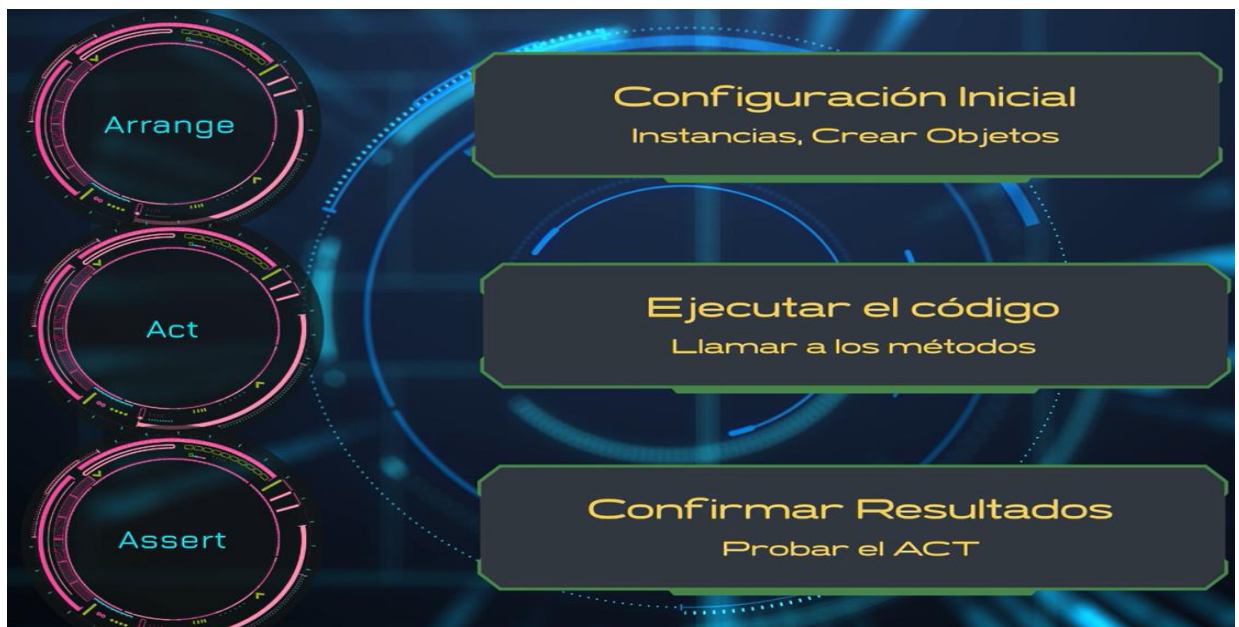 Arrange
Configuración Inicial
Instancias, Crear Objetos
Act
Ejecutar el código
Llamar a los métodos
Assert
Confirmar Resultados
Probar el ACT